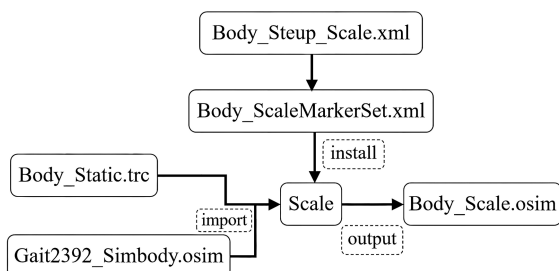 Body_Steup_Scale.xml
Body_ScaleMarkerSet.xml
install
Body_Static.trc
import
Scale
Body_Scale.osim
output
Gait2392_Simbody.osim